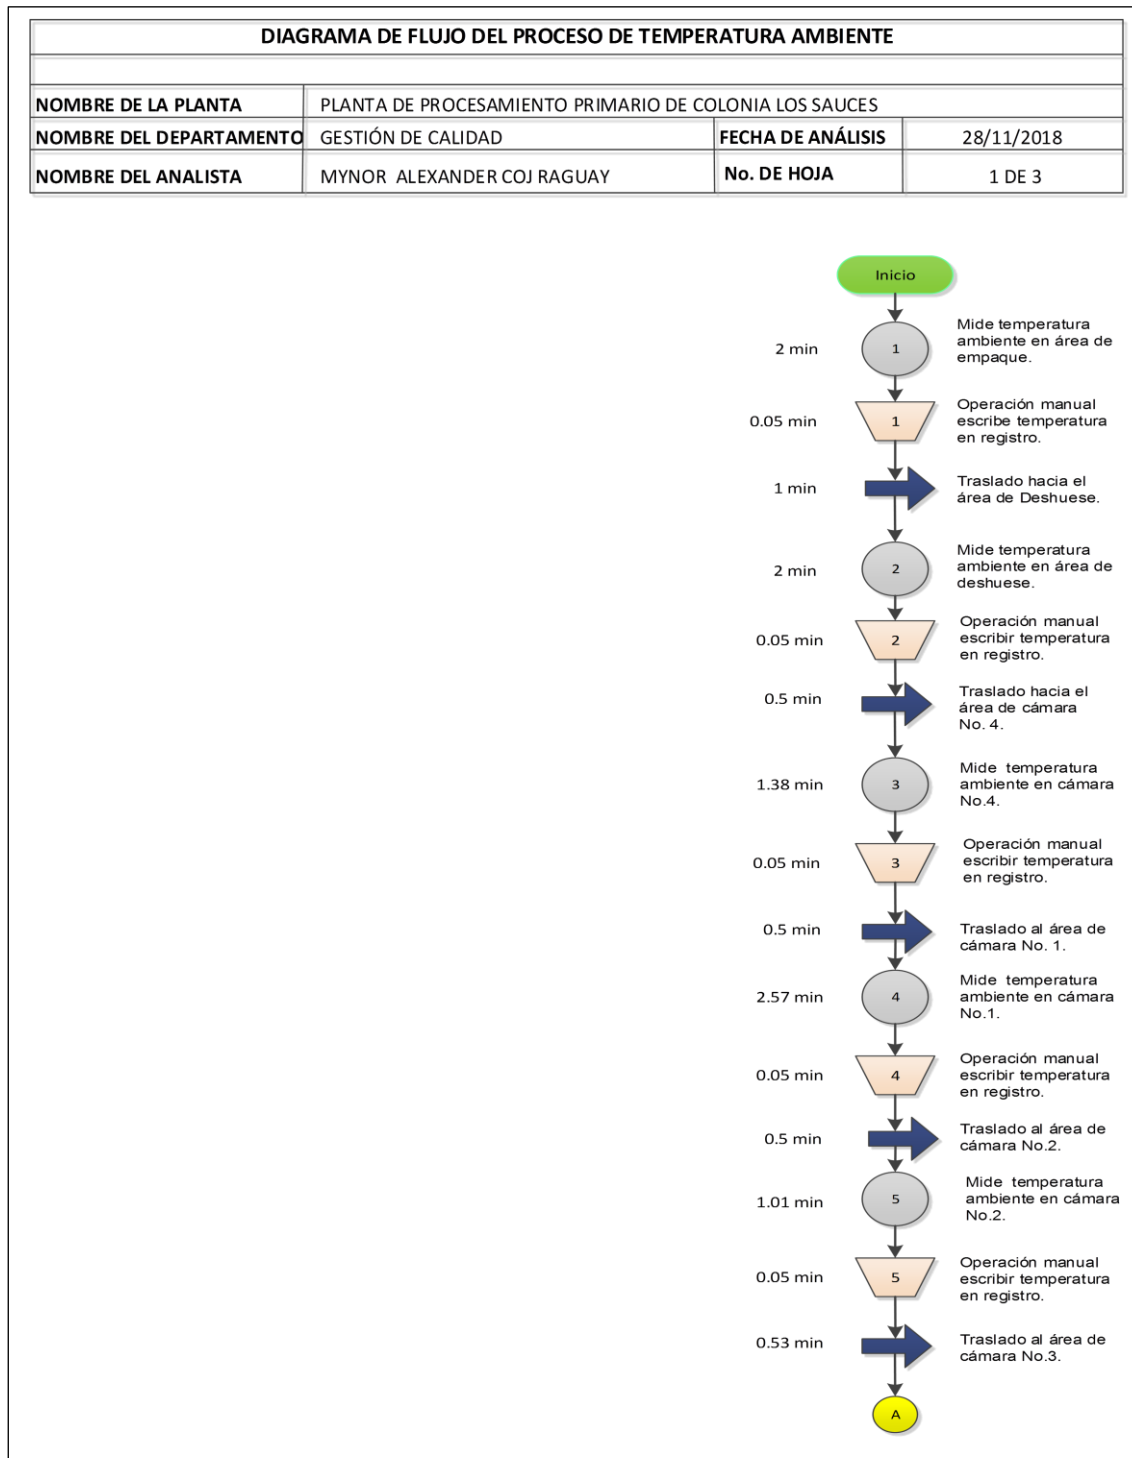 DIAGRAMA DE FLUJO DEL PROCESO DE TEMPERATURA AMBIENTE
NOMBRE DE LA PLANTA PLANTA DE PROCESAMIENTO PRIMARIO DE COLONIA LOS SAUCES
NOMBRE DEL DEPARTAMENTO GESTIÓN DE CALIDAD FECHA DE ANÁLISIS 28/11/2018
NOMBRE DEL ANALISTA MYNOR ALEXANDER COJ RAGUAY No. DE HOJA 1 DE 3
Inicio
2 min
1
Mide temperatura
ambiente en área de
empaque.
0.05 min
1
Operación manual
escribe temperatura
en registro.
1 min
Traslado hacia el
área de Deshuese.
2 min
2
Mide temperatura
ambiente en área de
deshuese.
0.05 min
2
Operación manual
escribir temperatura
en registro.
0.5 min
Traslado hacia el
área de cámara
No. 4.
1.38 min
3
Mide temperatura
ambiente en cámara
No.4.
0.05 min
3
Operación manual
escribir temperatura
en registro.
0.5 min
Traslado al área de
cámara No. 1.
2.57 min
4
Mide temperatura
ambiente en cámara
No.1.
0.05 min
4
Operación manual
escribir temperatura
en registro.
0.5 min
Traslado al área de
cámara No.2.
1.01 min
5
Mide temperatura
ambiente en cámara
No.2.
0.05 min
5
Operación manual
escribir temperatura
en registro.
0.53 min
Traslado al área de
cámara No.3.
A